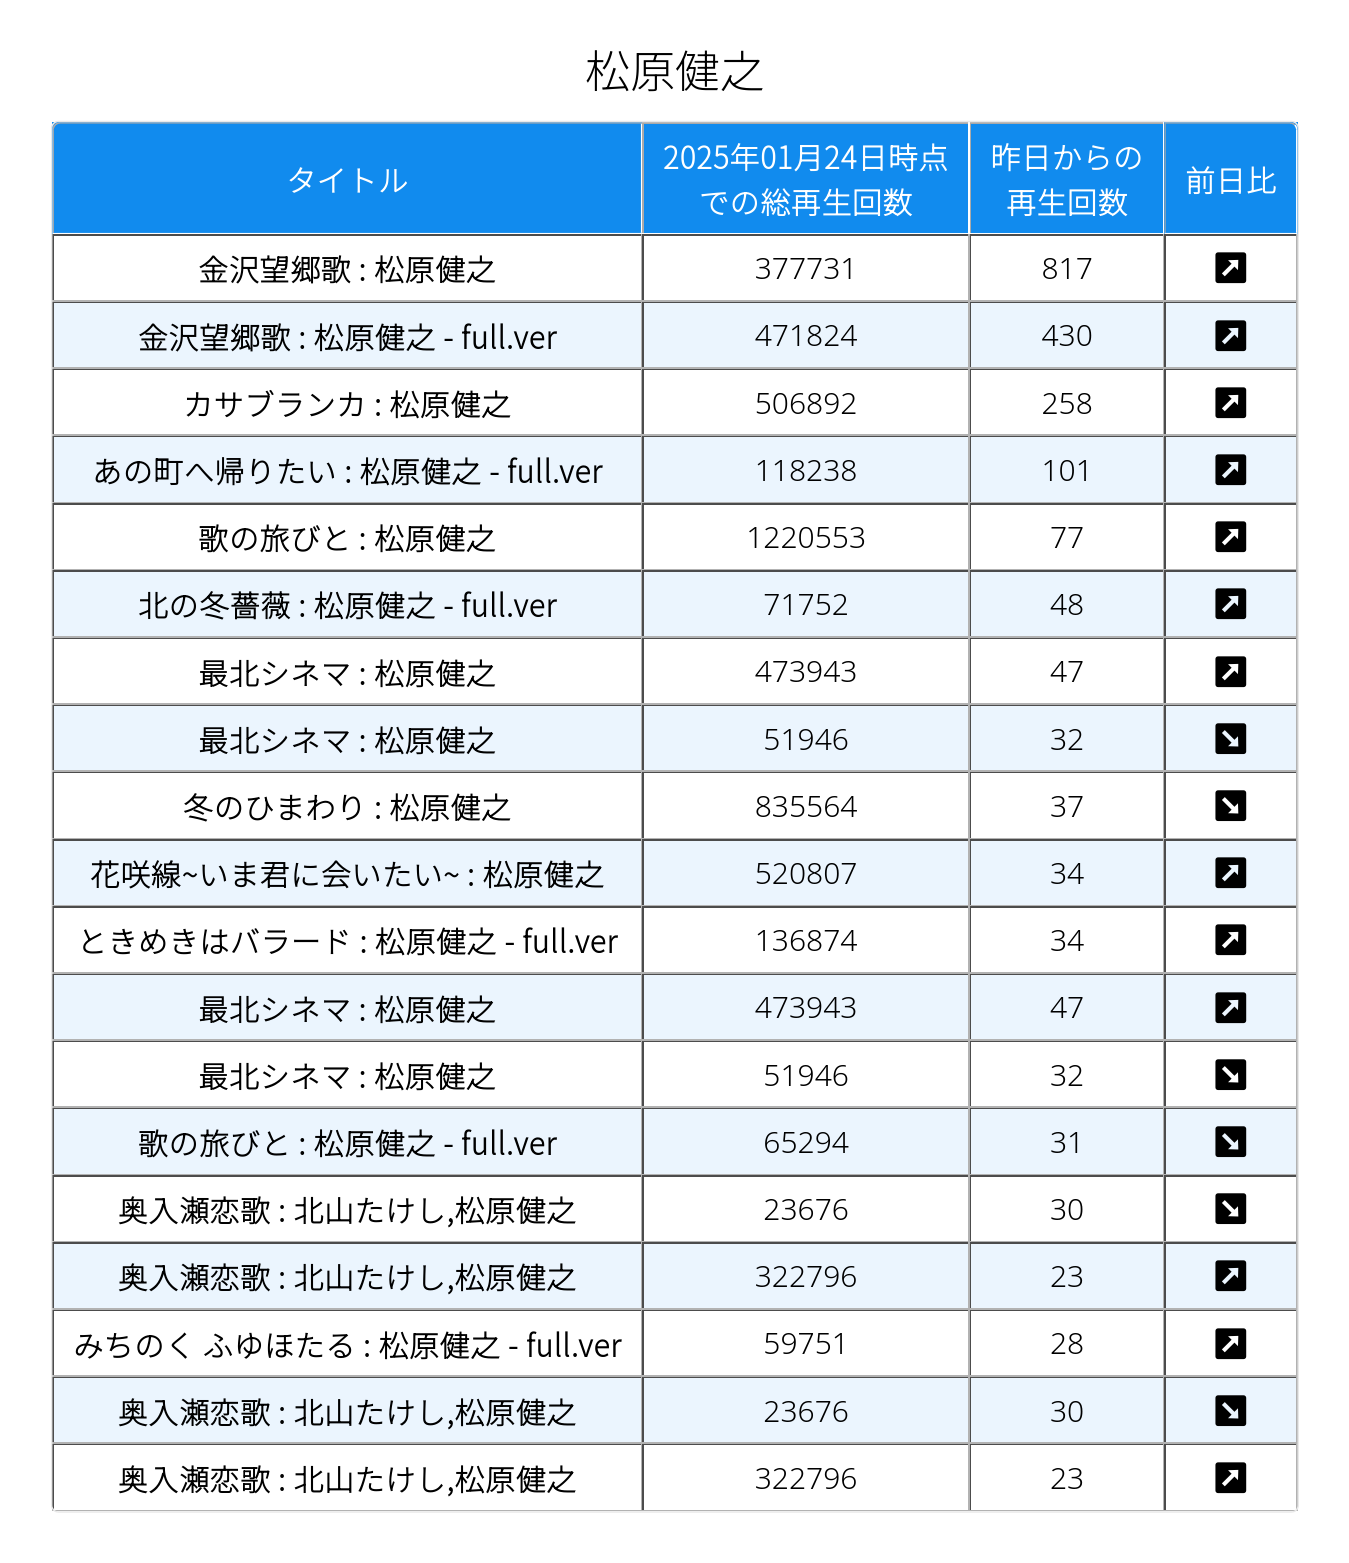 松原健之
タイトル
2025年01月24日時点
での総再生回数
昨日からの
再生回数
前日比
金沢望郷歌 : 松原健之 377731 817
金沢望郷歌 : 松原健之 - full.ver 471824 430
カサブランカ : 松原健之 506892 258
あの町へ帰りたい : 松原健之 - full.ver 118238 101
歌の旅びと : 松原健之 1220553 77
北の冬薔薇 : 松原健之 - full.ver 71752 48
最北シネマ : 松原健之 473943 47
最北シネマ : 松原健之 51946 32
冬のひまわり : 松原健之 835564 37
花咲線~いま君に会いたい~ : 松原健之 520807 34
ときめきはバラード : 松原健之 - full.ver 136874 34
最北シネマ : 松原健之 473943 47
最北シネマ : 松原健之 51946 32
歌の旅びと : 松原健之 - full.ver 65294 31
奥入瀬恋歌 : 北山たけし,松原健之 23676 30
奥入瀬恋歌 : 北山たけし,松原健之 322796 23
みちのく ふゆほたる : 松原健之 - full.ver 59751 28
奥入瀬恋歌 : 北山たけし,松原健之 23676 30
奥入瀬恋歌 : 北山たけし,松原健之 322796 23